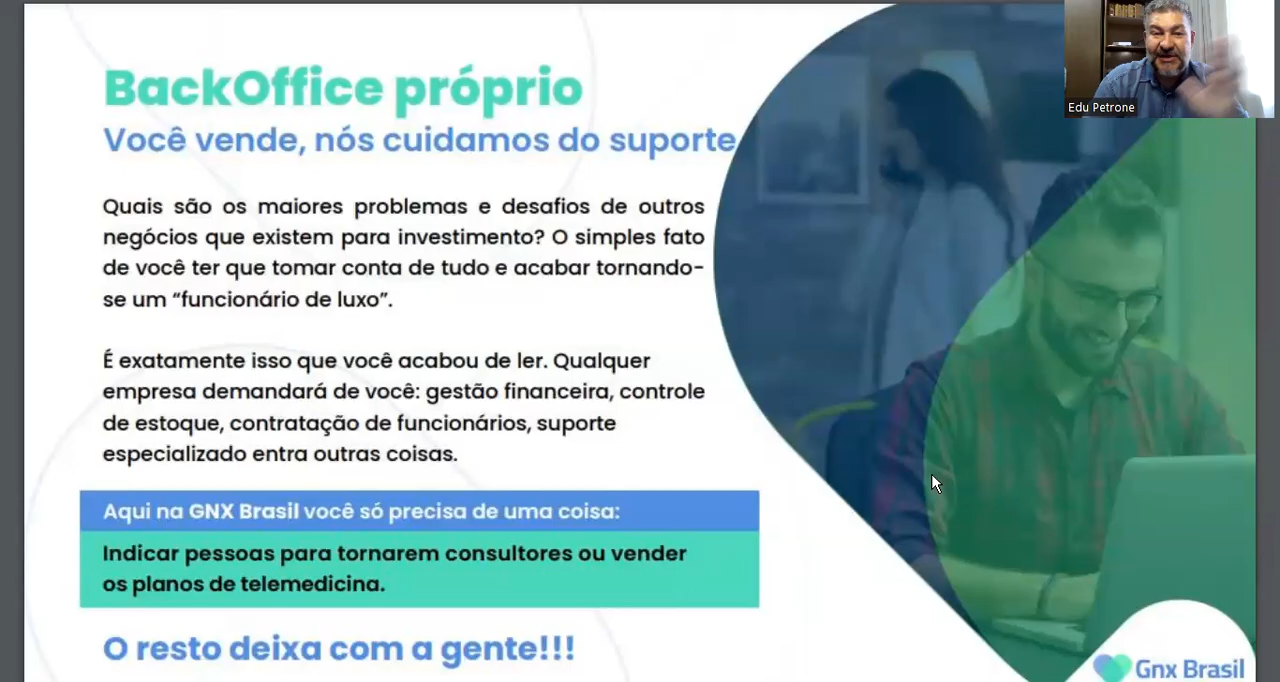 BackOffice próprio
Você vende, nós cuidamos do suporte
Quais são os maiores problemas e desafios de outros
negócios que existem para investimento? O simples fato
de você ter que tomar conta de tudo e acabar tornando-
se um “funcionário de luxo”.
É exatamente isso que você acabou de ler. Qualquer
empresa demandará de você: gestão financeira, controle
de estoque, contratação de funcionários, suporte
especializado entra outras coisas.
Aqui na GNX Brasil você só precisa de uma coisa:
Indicar pessoas para tornarem consultores ou vender
os planos de telemedicina.
O resto deixa com a gente!!!
Edu Petrone
Gnx Brasil